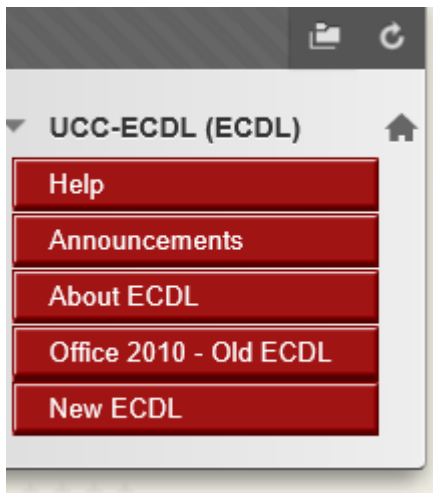 UCC-ECDL (ECDL)
Help
Announcements
About ECDL
Office 2010 - Old ECDL
New ECDL